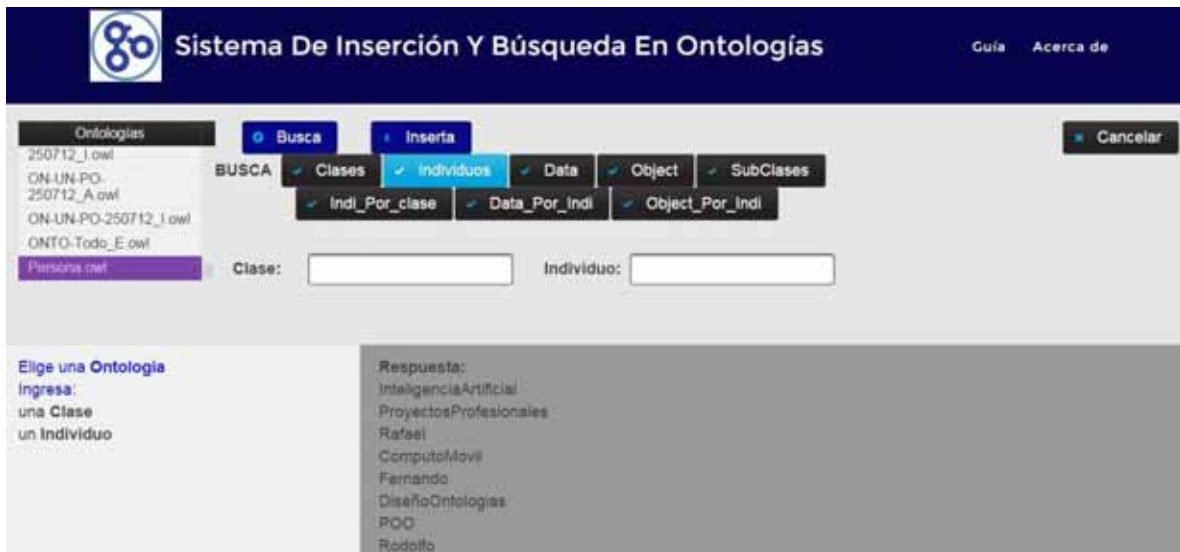 go Sistema De Inserción Y Búsqueda En Ontologías Guía Acerca de
Ontologías
Busca Inserta Cancelar
250712_I.owl
ON-UN-PO-
250712_A.owl
ON-UN-PO-250712_I.owl
ONTO-Todo_E.owl
Persona.owl
BUSCA Clases Individuos Data Object SubClases
Indi_Por_clase Data_Por_Indi Object_Por_Indi
Clase: Individuo:
Elige una Ontologia
Ingresa:
una Clase
un Individuo
Respuesta:
InteligenciaArtificial
ProyectosProfesionales
Rafael
ComputoMovil
Fernando
DiseñoOntologias
POO
Rodolfo